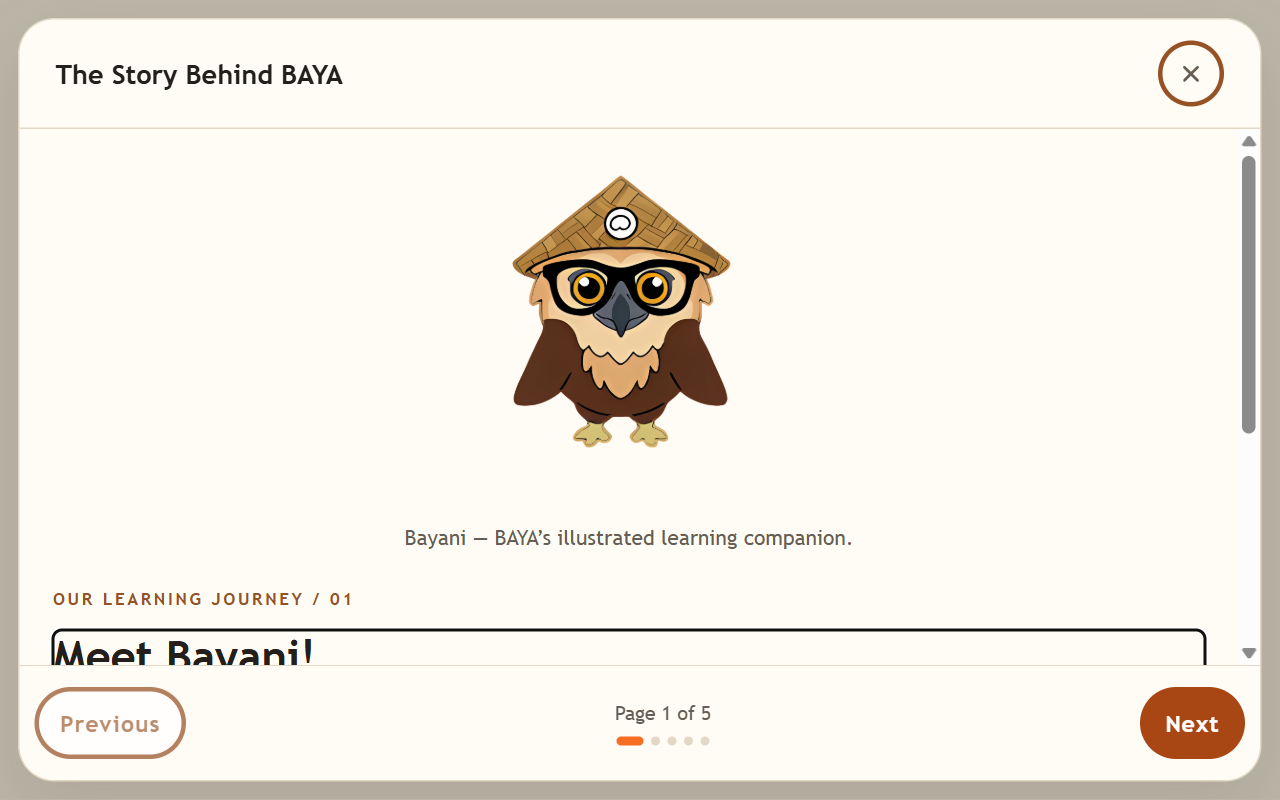 The Story Behind BAYA
Bayani — BAYA’s illustrated learning companion.
OUR LEARNING JOURNEY / 01
Meet Bayani!
Previous
Page 1 of 5
Next